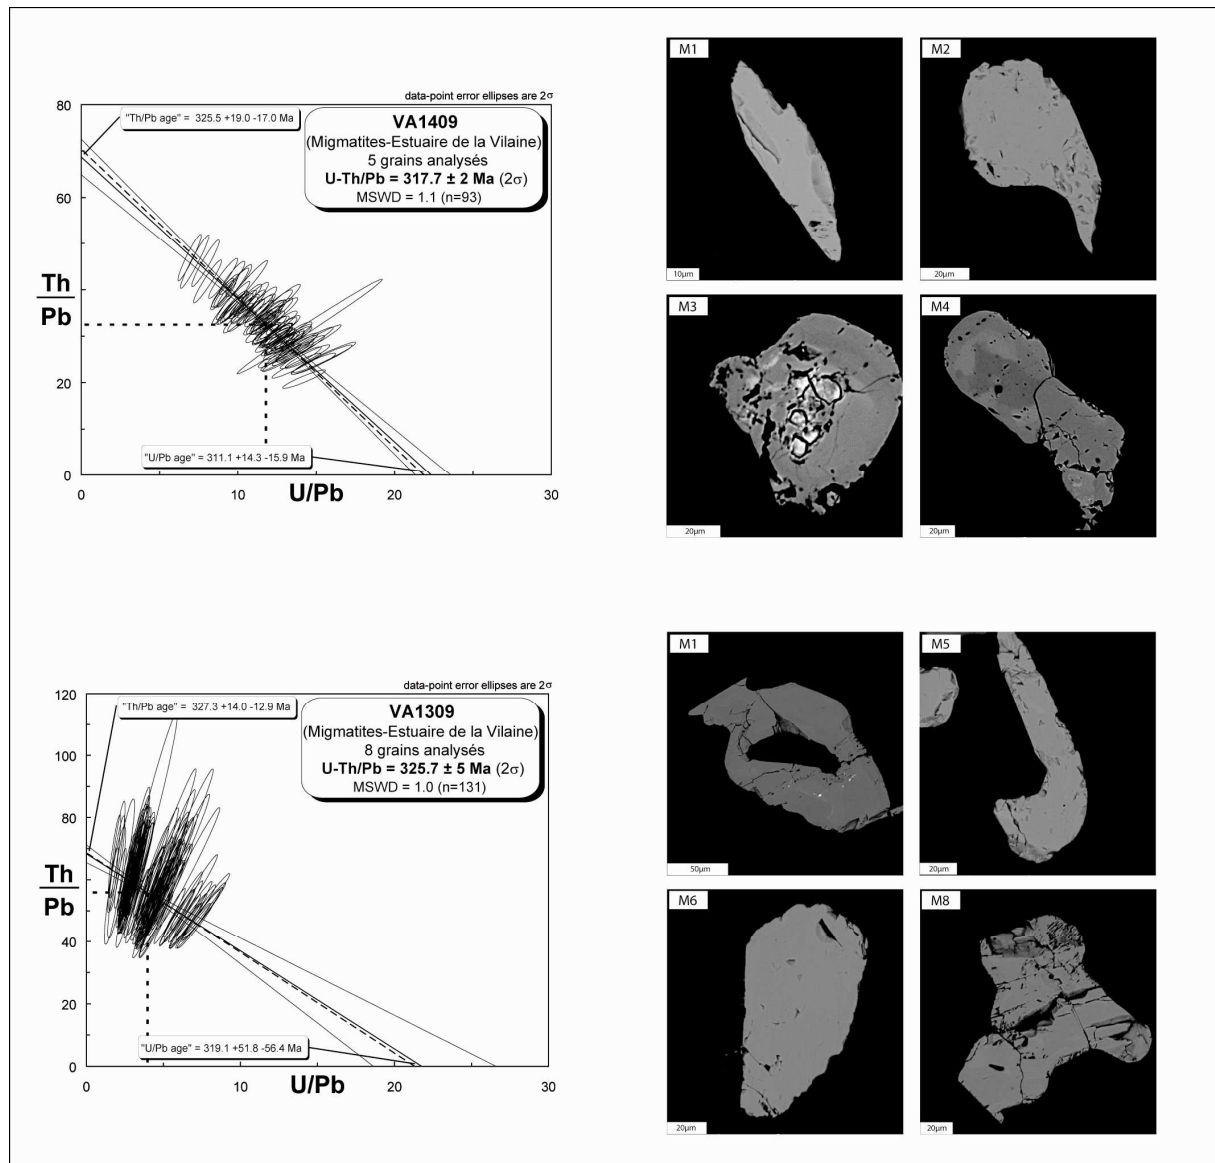 data-point error ellipses are 2σ
80
60
40
20
0
"Th/Pb age" = 325.5 +19.0 -17.0 Ma
VA1409
(Migmatites-Estuaire de la Vilaine)
5 grains analysés
U-Th/Pb = 317.7 ± 2 Ma (2σ)
MSWD = 1.1 (n=93)
Th
Pb
"U/Pb age" = 311.1 +14.3 -15.9 Ma
0
10
20
30
U/Pb
M1
10µm
M2
20µm
M3
20µm
M4
20µm
data-point error ellipses are 2σ
120
100
80
60
40
20
0
"Th/Pb age" = 327.3 +14.0 -12.9 Ma
VA1309
(Migmatites-Estuaire de la Vilaine)
8 grains analysés
U-Th/Pb = 325.7 ± 5 Ma (2σ)
MSWD = 1.0 (n=131)
Th
Pb
"U/Pb age" = 319.1 +51.8 -56.4 Ma
0
10
20
30
U/Pb
M1
50µm
M5
20µm
M6
20µm
M8
20µm